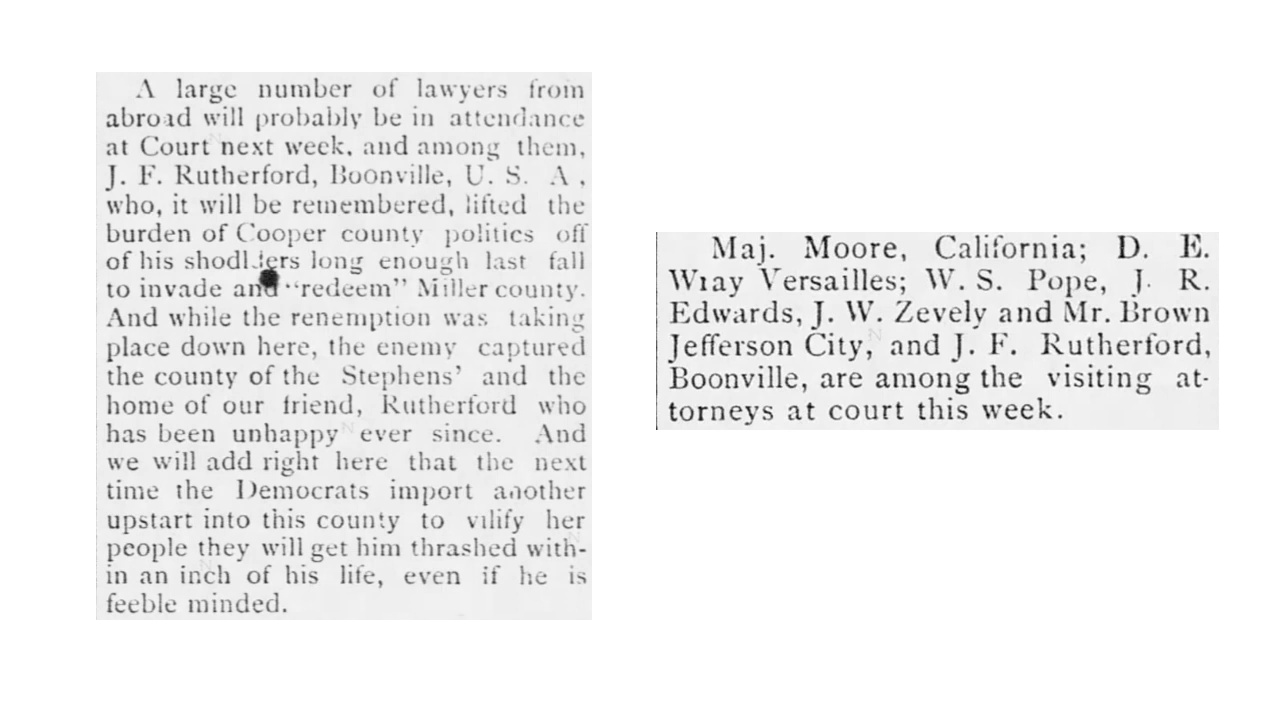 A large number of lawyers from
abroad will probably be in attendance
at Court next week, and among them,
J. F. Rutherford, Boonville, U. S. A,
who, it will be remembered, lifted the
burden of Cooper county politics off
of his shodlders long enough last fall
to invade and "redeem" Miller county.
And while the renemption was taking
place down here, the enemy captured
the county of the Stephens' and the
home of our friend, Rutherford who
has been unhappy ever since. And
we will add right here that the next
time the Democrats import another
upstart into this county to vilify her
people they will get him thrashed with-
in an inch of his life, even if he is
feeble minded.
Maj. Moore, California; D. E.
Wray Versailles; W. S. Pope, J. R.
Edwards, J. W. Zevely and Mr. Brown
Jefferson City, and J. F. Rutherford,
Boonville, are among the visiting at-
torneys at court this week.